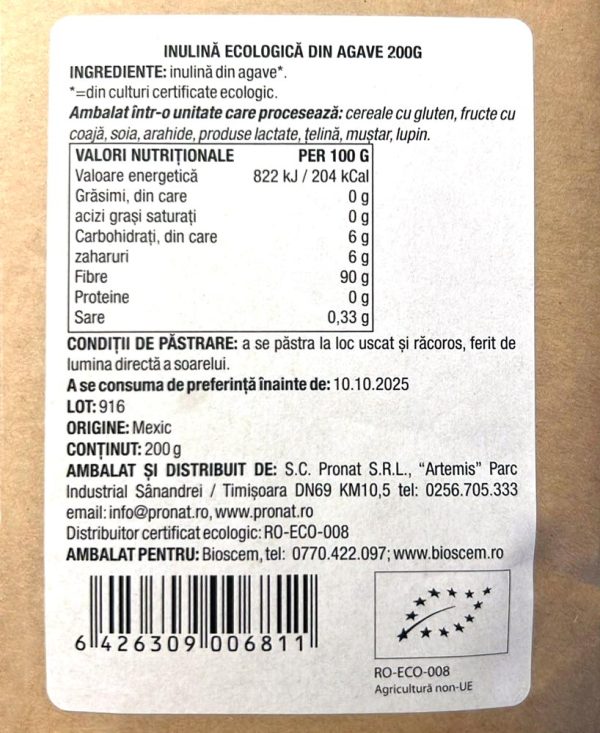 INULINĂ ECOLOGICĂ DIN AGAVE 200G
INGREDIENTE: inulină din agave*.
*=din culturi certificate ecologic.
Ambalat într-o unitate care procesează: cereale cu gluten, fructe cu
coajă, soia, arahide, produse lactate, țelină, muștar, lupin.
VALORI NUTRIȚIONALE PER 100 G
Valoare energetică 822 kJ / 204 kCal
Grăsimi, din care 0 g
acizi grași saturați 0 g
Carbohidrați, din care 6 g
zaharuri 6 g
Fibre 90 g
Proteine 0 g
Sare 0,33 g
CONDIȚII DE PĂSTRARE: a se păstra la loc uscat și răcoros, ferit de
lumina directă a soarelui.
A se consuma de preferință înainte de: 10.10.2025
LOT: 916
ORIGINE: Mexic
CONȚINUT: 200 g
AMBALAT ȘI DISTRIBUIT DE: S.C. Pronat S.R.L., “Artemis” Parc
Industrial Sânandrei / Timișoara DN69 KM10,5 tel: 0256.705.333
email: info@pronat.ro, www.pronat.ro
Distribuitor certificat ecologic: RO-ECO-008
AMBALAT PENTRU: Bioscem, tel: 0770.422.097; www.bioscem.ro
6 426309 006811
RO-ECO-008
Agricultură non-UE